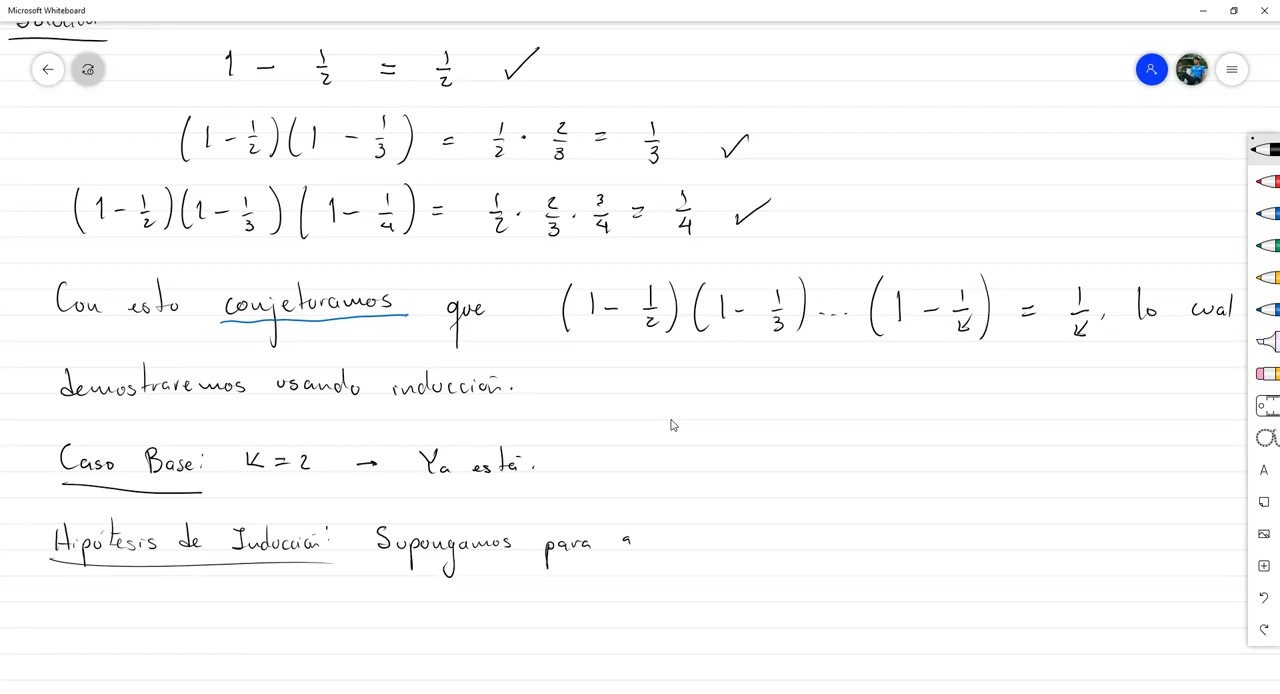 Microsoft Whiteboard
1 - 1/2 = 1/2 ✓
(1 - 1/2)(1 - 1/3) = 1/2 · 2/3 = 1/3 ✓
(1 - 1/2)(1 - 1/3)(1 - 1/4) = 1/2 · 2/3 · 3/4 = 1/4 ✓
Con esto conjeturamos que (1 - 1/2)(1 - 1/3)...(1 - 1/k) = 1/k, lo cual
demostraremos usando inducción.
Caso Base: k = 2 → Ya está.
Hipótesis de Inducción: Supongamos para a